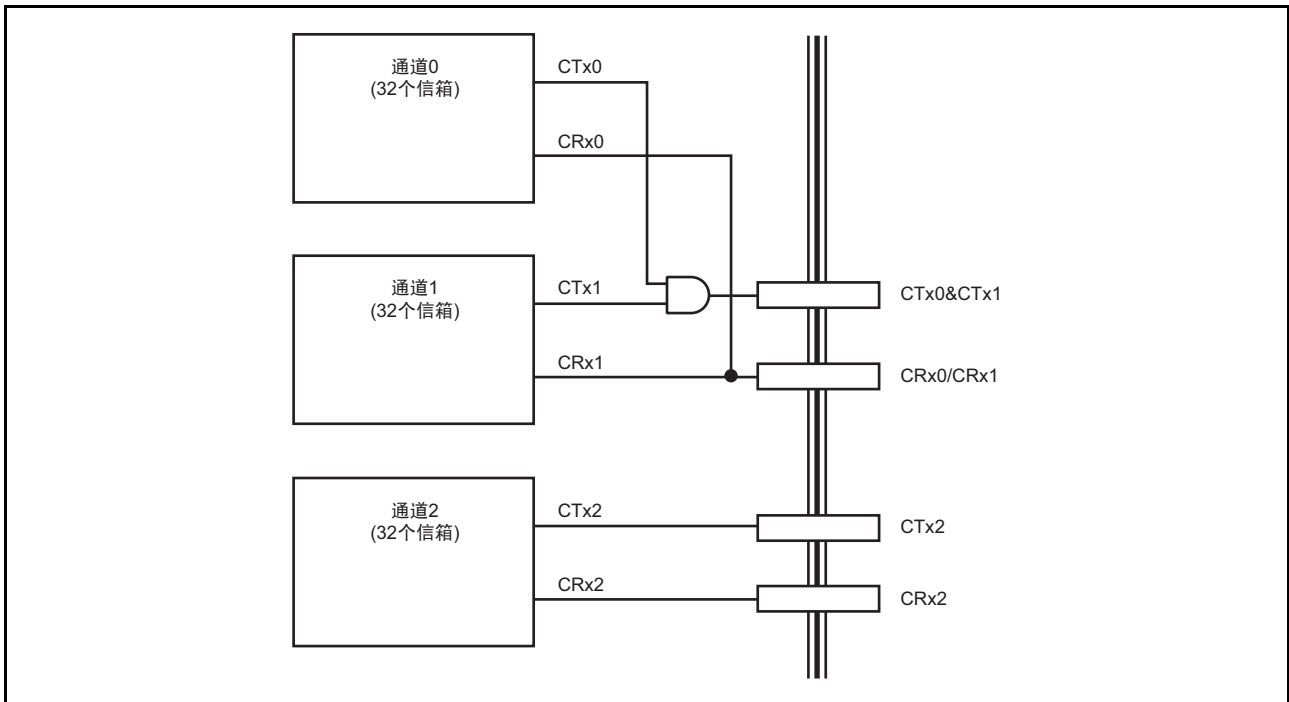 通道0
(32个信箱)
CTx0
CRx0
通道1
(32个信箱)
CTx1
CRx1
CTx0&CTx1
CRx0/CRx1
通道2
(32个信箱)
CTx2
CRx2
CTx2
CRx2